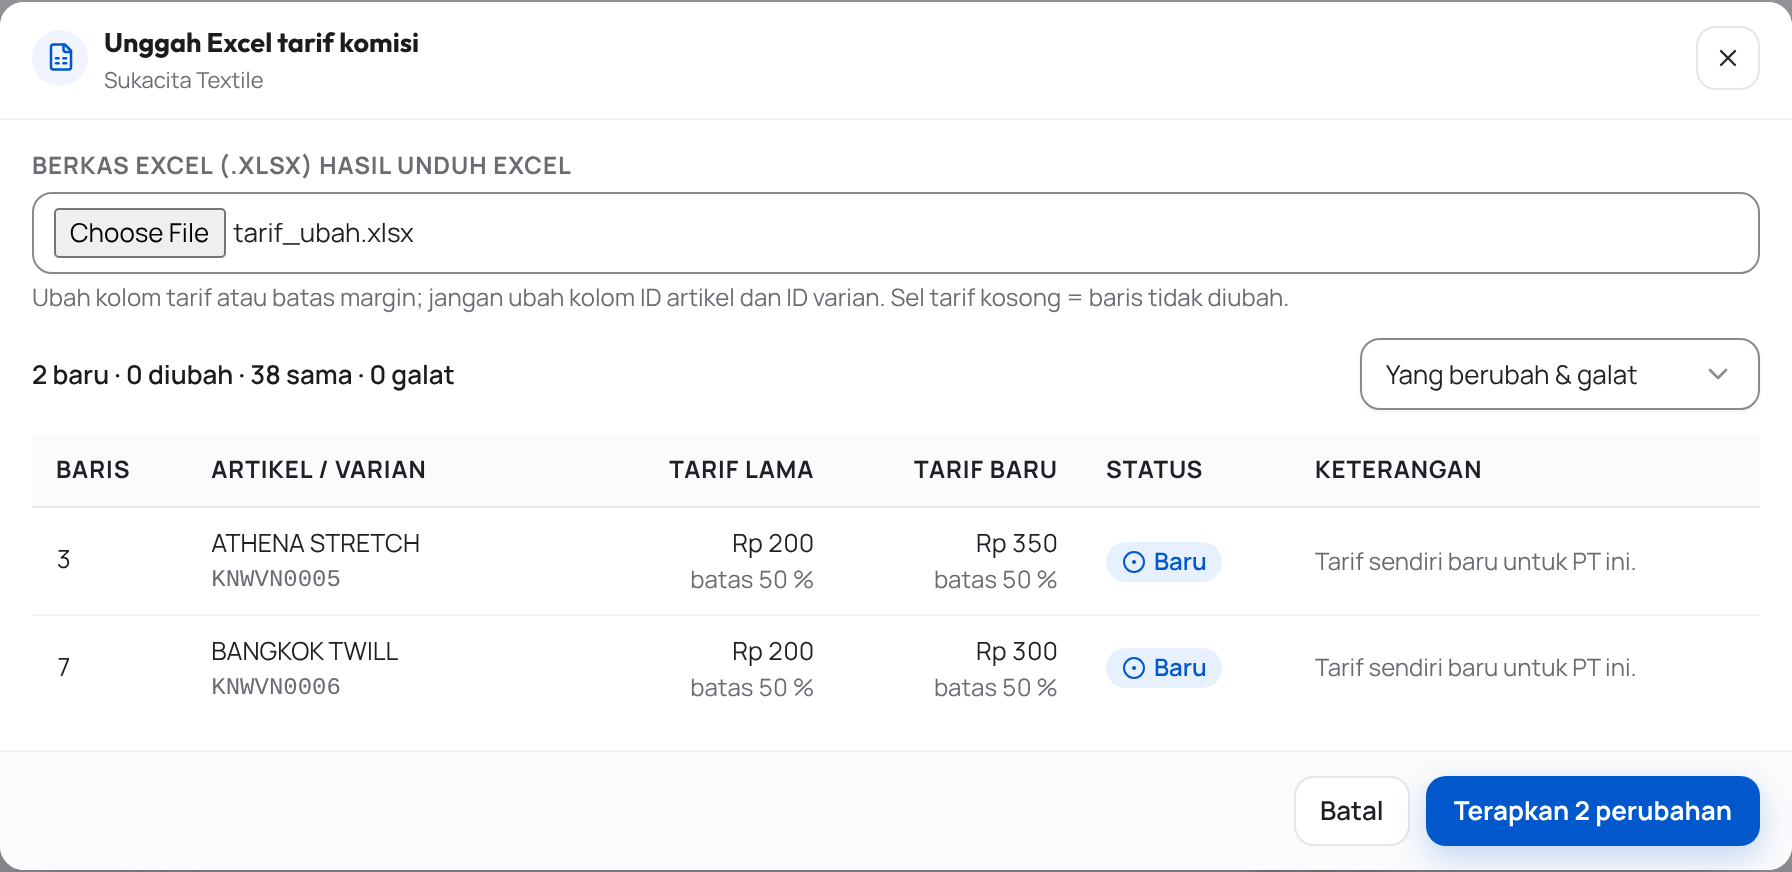 Unggah Excel tarif komisi
Sukacita Textile
BERKAS EXCEL (.XLSX) HASIL UNDUH EXCEL
Choose File tarif_ubah.xlsx
Ubah kolom tarif atau batas margin; jangan ubah kolom ID artikel dan ID varian. Sel tarif kosong = baris tidak diubah.
2 baru · 0 diubah · 38 sama · 0 galat
Yang berubah & galat
BARIS ARTIKEL / VARIAN TARIF LAMA TARIF BARU STATUS KETERANGAN
3 ATHENA STRETCH Rp 200 Rp 350 Baru Tarif sendiri baru untuk PT ini.
KNWVN0005 batas 50 % batas 50 %
7 BANGKOK TWILL Rp 200 Rp 300 Baru Tarif sendiri baru untuk PT ini.
KNWVN0006 batas 50 % batas 50 %
Batal Terapkan 2 perubahan